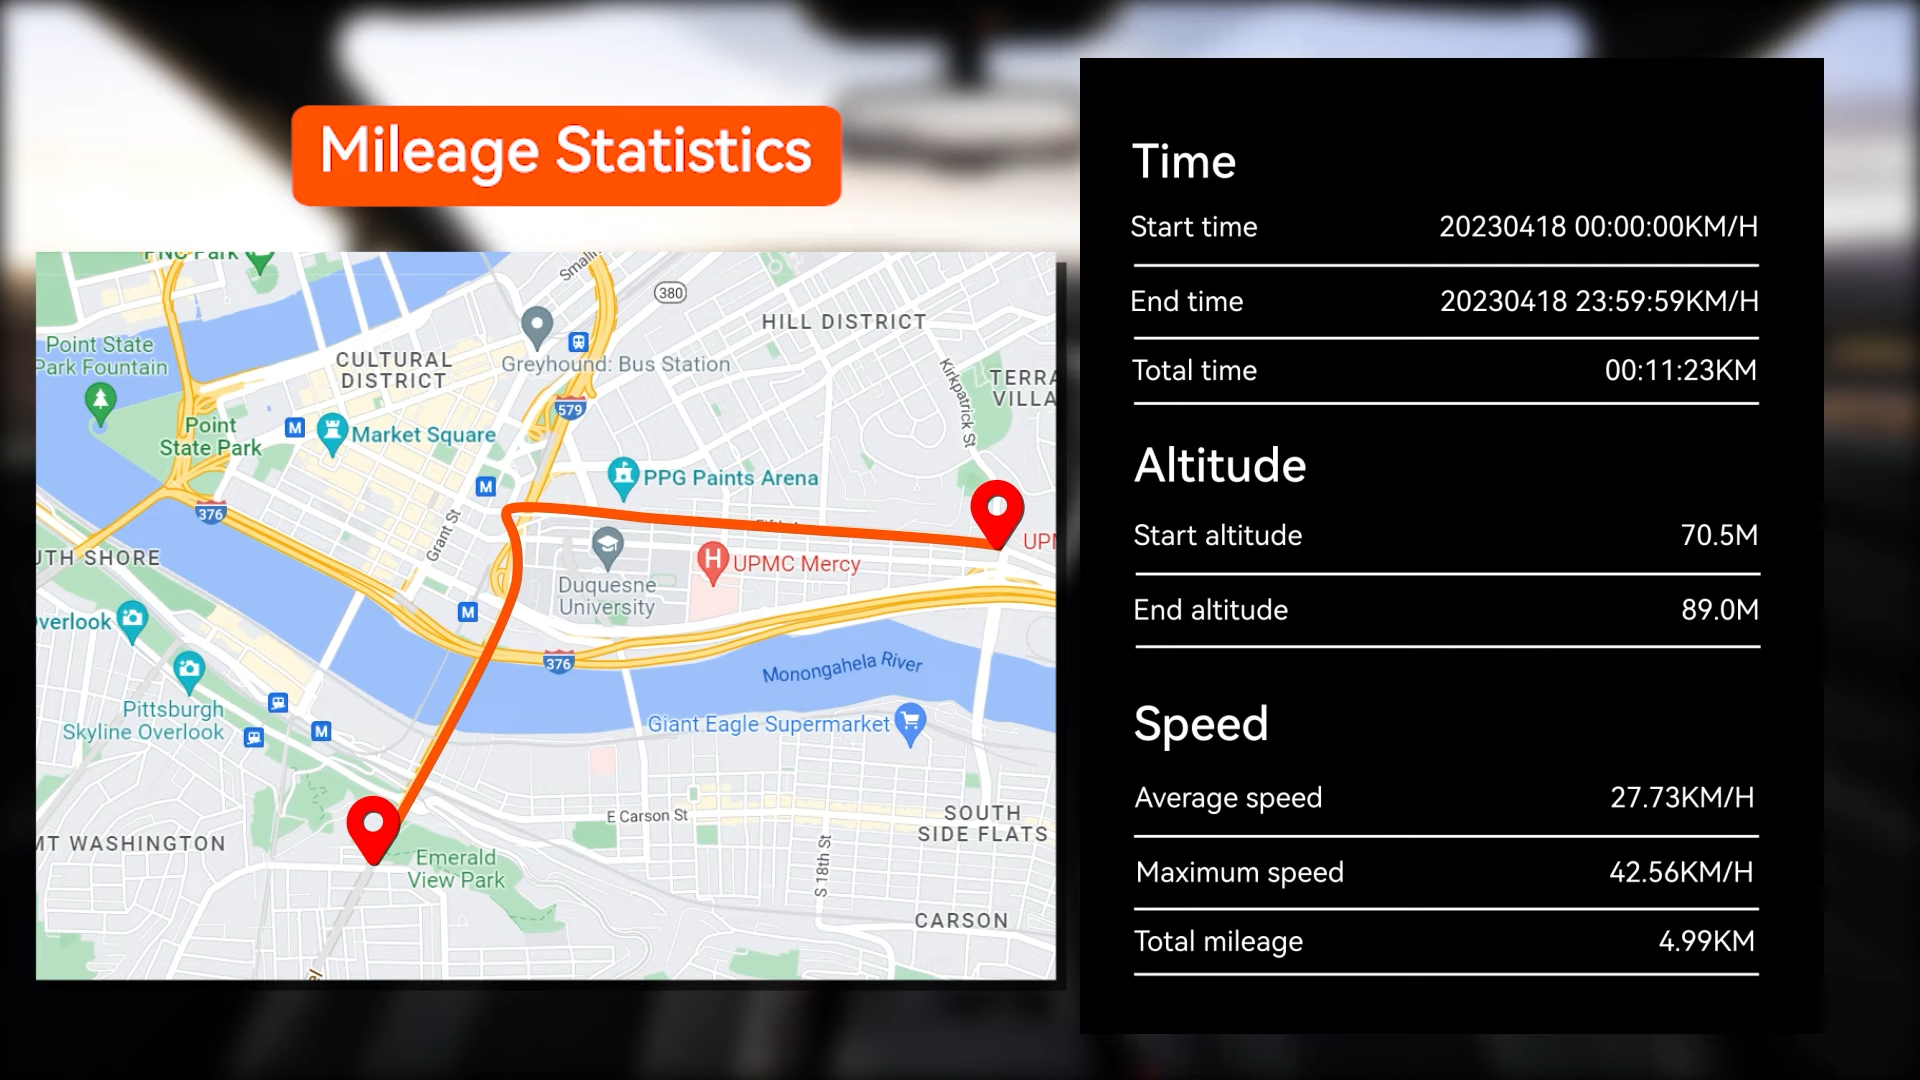 Mileage Statistics
PNC Park
Smalli
380
HILL DISTRICT
Point State
Park Fountain
CULTURAL
DISTRICT
Greyhound: Bus Station
Kirkpatrick St
TERRA
VILLA
579
Point
State Park
M
Market Square
M
PPG Paints Arena
376
Grant St
UTH SHORE
UPM
H
UPMC Mercy
Duquesne
University
M
verlook
376
Monongahela River
Pittsburgh
Skyline Overlook
M
Giant Eagle Supermarket
E Carson St
SOUTH
SIDE FLATS
MT WASHINGTON
Emerald
View Park
S 18th St
CARSON
Time
Start time 20230418 00:00:00KM/H
End time 20230418 23:59:59KM/H
Total time 00:11:23KM
Altitude
Start altitude 70.5M
End altitude 89.0M
Speed
Average speed 27.73KM/H
Maximum speed 42.56KM/H
Total mileage 4.99KM